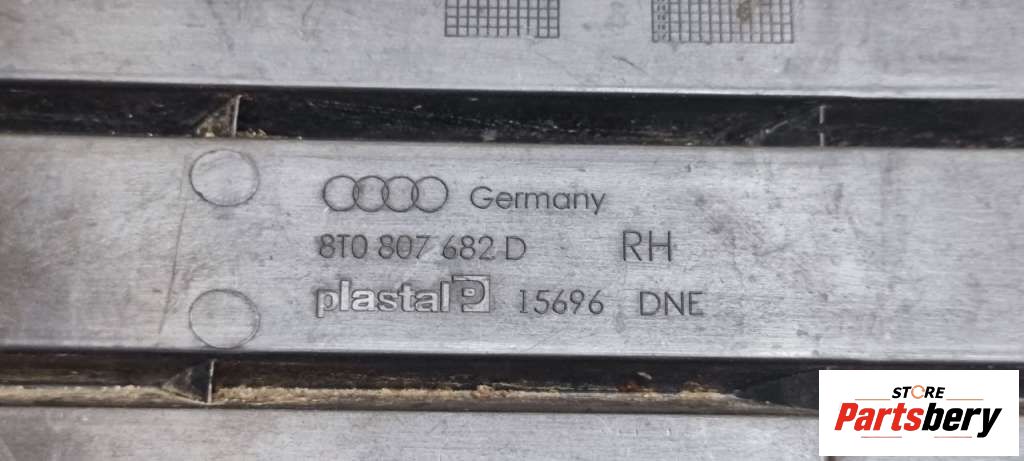 Germany
8T0 807 682 D RH
plastal P 15696 DNE
STORE
Partsbery